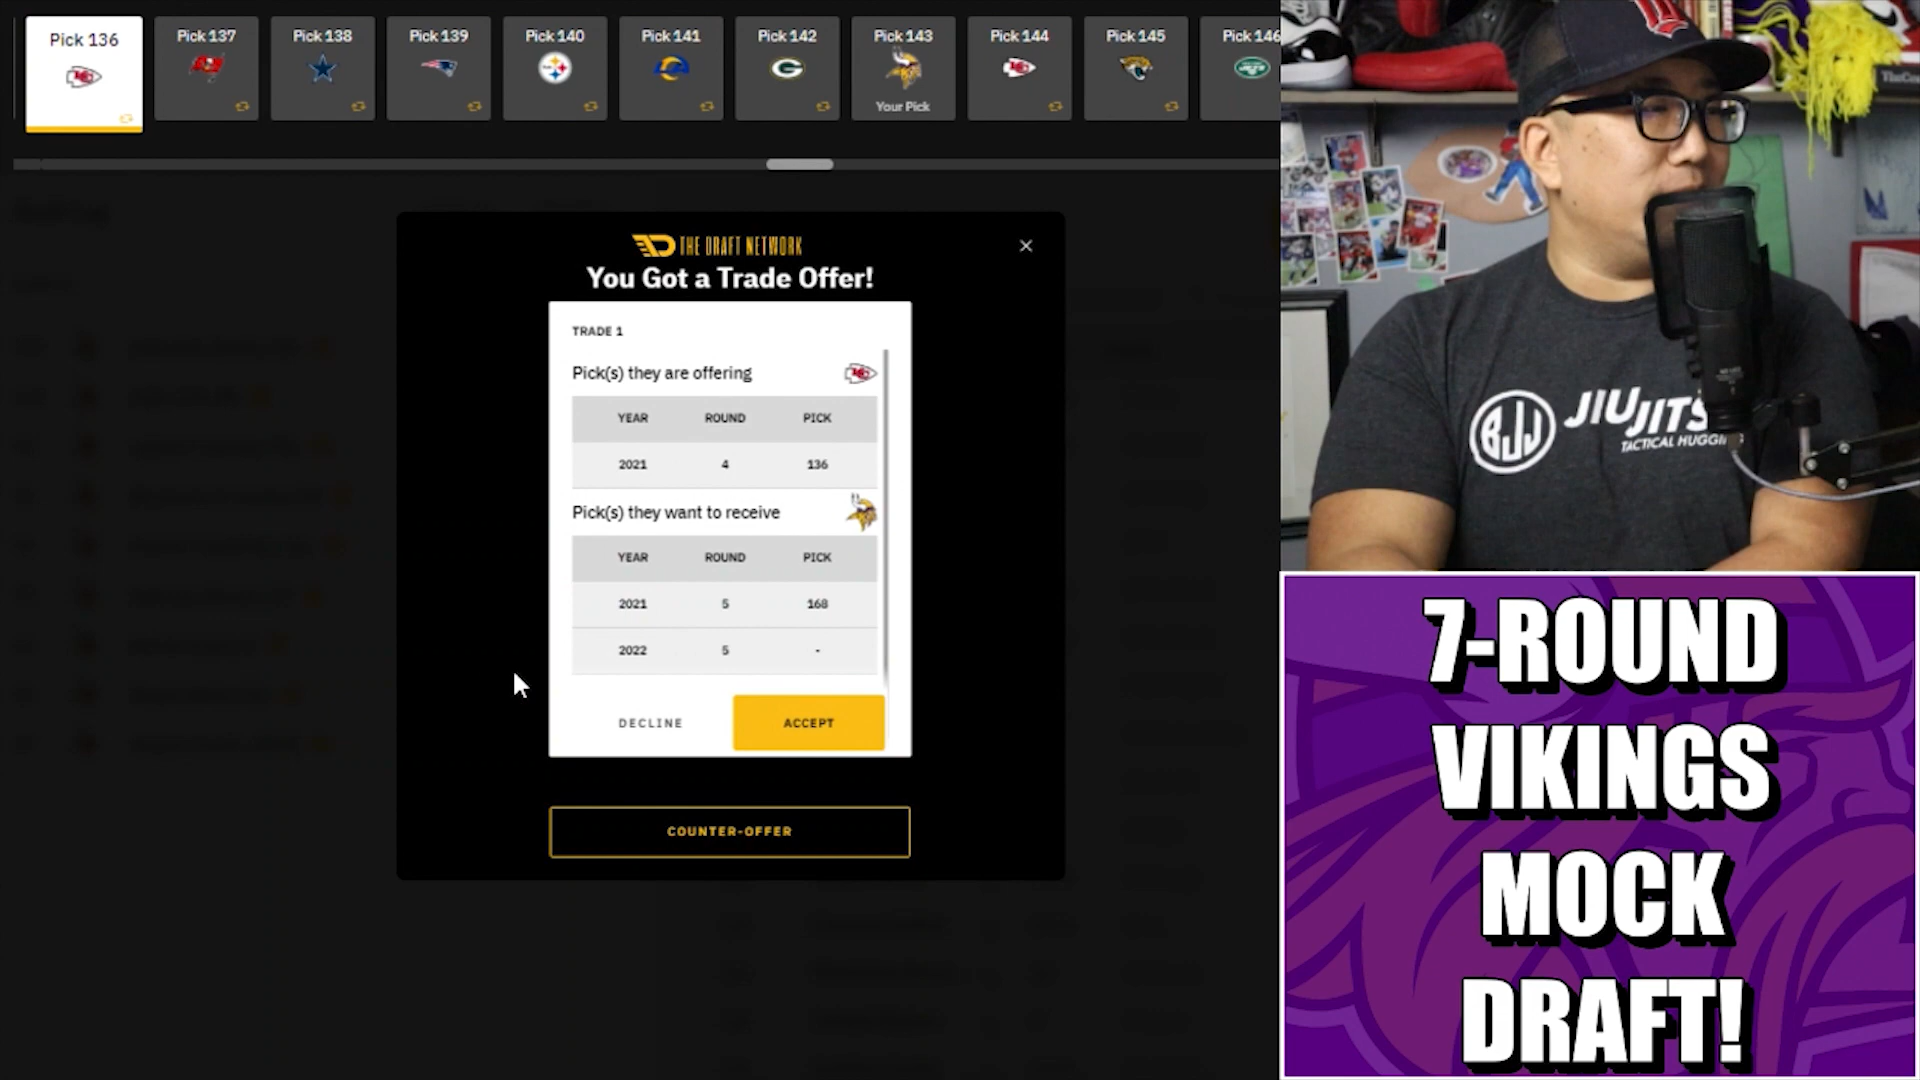 Pick 136
Pick 137
Pick 138
Pick 139
Pick 140
Pick 141
Pick 142
Pick 143
Your Pick
Pick 144
Pick 145
Pick 146
THE DRAFT NETWORK
You Got a Trade Offer!
TRADE 1
Pick(s) they are offering
YEAR ROUND PICK
2021 4 136
Pick(s) they want to receive
YEAR ROUND PICK
2021 5 168
2022 5 -
DECLINE ACCEPT
COUNTER-OFFER
BJJ
JIUJITS
TACTICAL HUGGIN
7-ROUND
VIKINGS
MOCK
DRAFT!